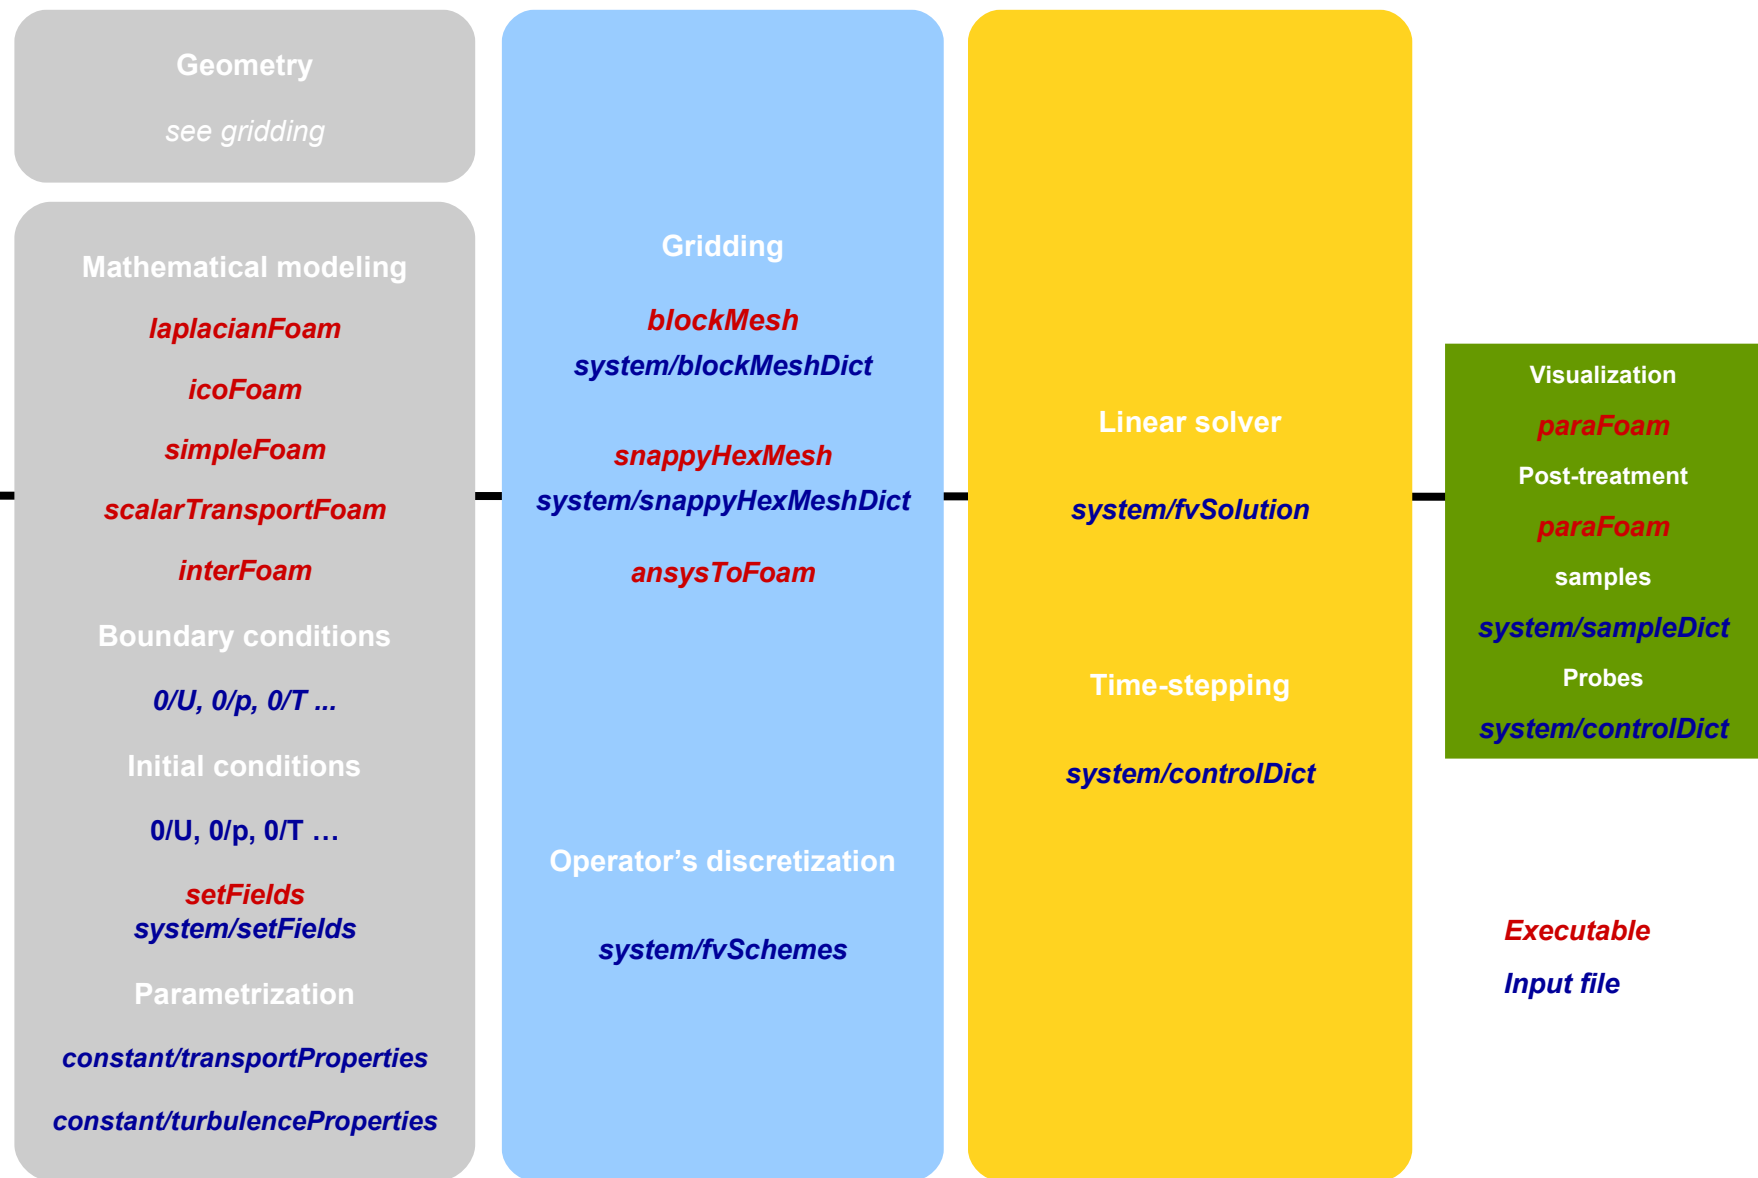 Geometry
see gridding
Mathematical modeling
laplacianFoam
icoFoam
simpleFoam
scalarTransportFoam
interFoam
Boundary conditions
0/U, 0/p, 0/T ...
Initial conditions
0/U, 0/p, 0/T …
setFields
system/setFields
Parametrization
constant/transportProperties
constant/turbulenceProperties
Gridding
blockMesh
system/blockMeshDict
snappyHexMesh
system/snappyHexMeshDict
ansysToFoam
Operator’s discretization
system/fvSchemes
Linear solver
system/fvSolution
Time-stepping
system/controlDict
Visualization
paraFoam
Post-treatment
paraFoam
samples
system/sampleDict
Probes
system/controlDict
Executable
Input file